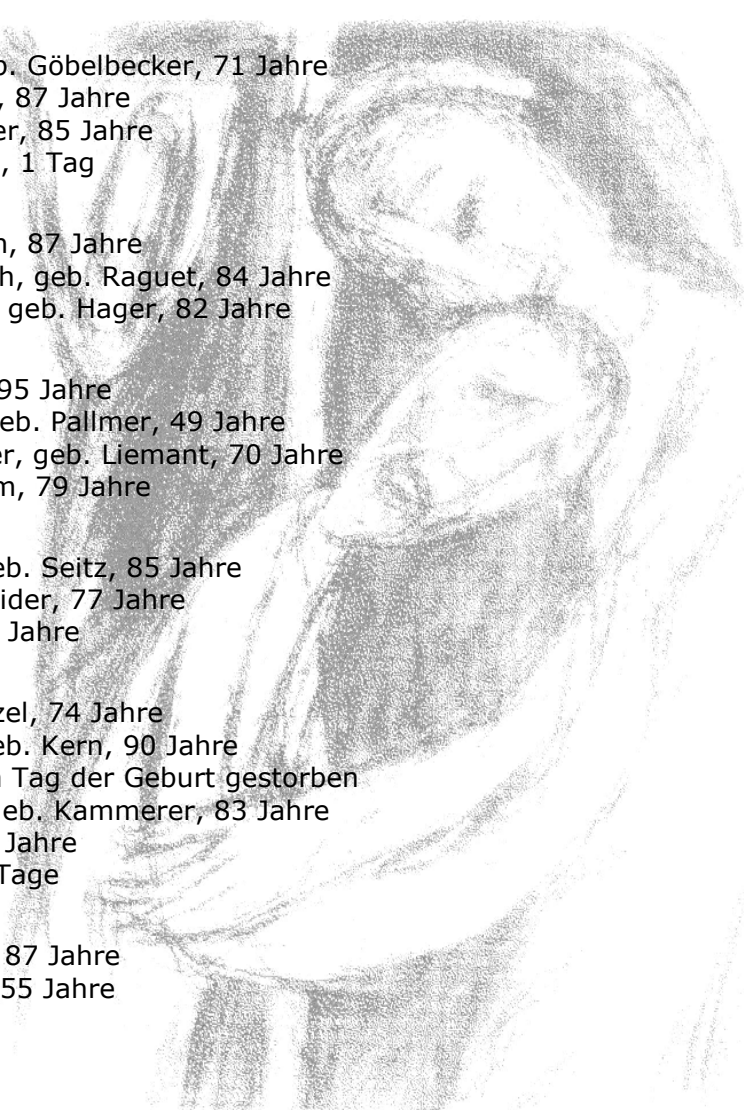 b. Göbelbecker, 71 Jahre
, 87 Jahre
er, 85 Jahre
, 1 Tag
n, 87 Jahre
h, geb. Raguet, 84 Jahre
geb. Hager, 82 Jahre
95 Jahre
eb. Pallmer, 49 Jahre
er, geb. Liemant, 70 Jahre
m, 79 Jahre
eb. Seitz, 85 Jahre
ider, 77 Jahre
Jahre
zel, 74 Jahre
eb. Kern, 90 Jahre
Tag der Geburt gestorben
eb. Kammerer, 83 Jahre
Jahre
Tage
87 Jahre
55 Jahre